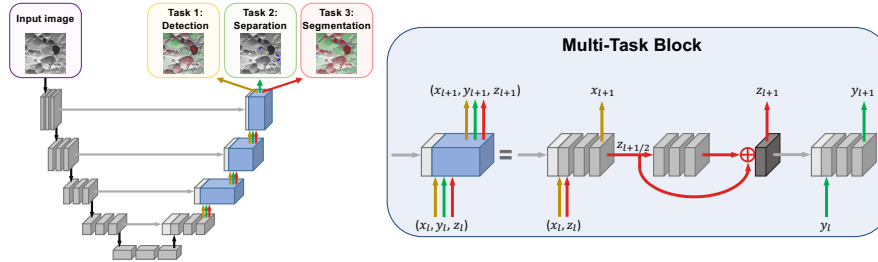 Input image
Task 1:
Detection
Task 2:
Separation
Task 3:
Segmentation
Multi-Task Block
(x_{l+1}, y_{l+1}, z_{l+1})
x_{l+1}
z_{l+1}
y_{l+1}
z_{l+1/2}
=
(x_l, y_l, z_l)
(x_l, z_l)
y_l